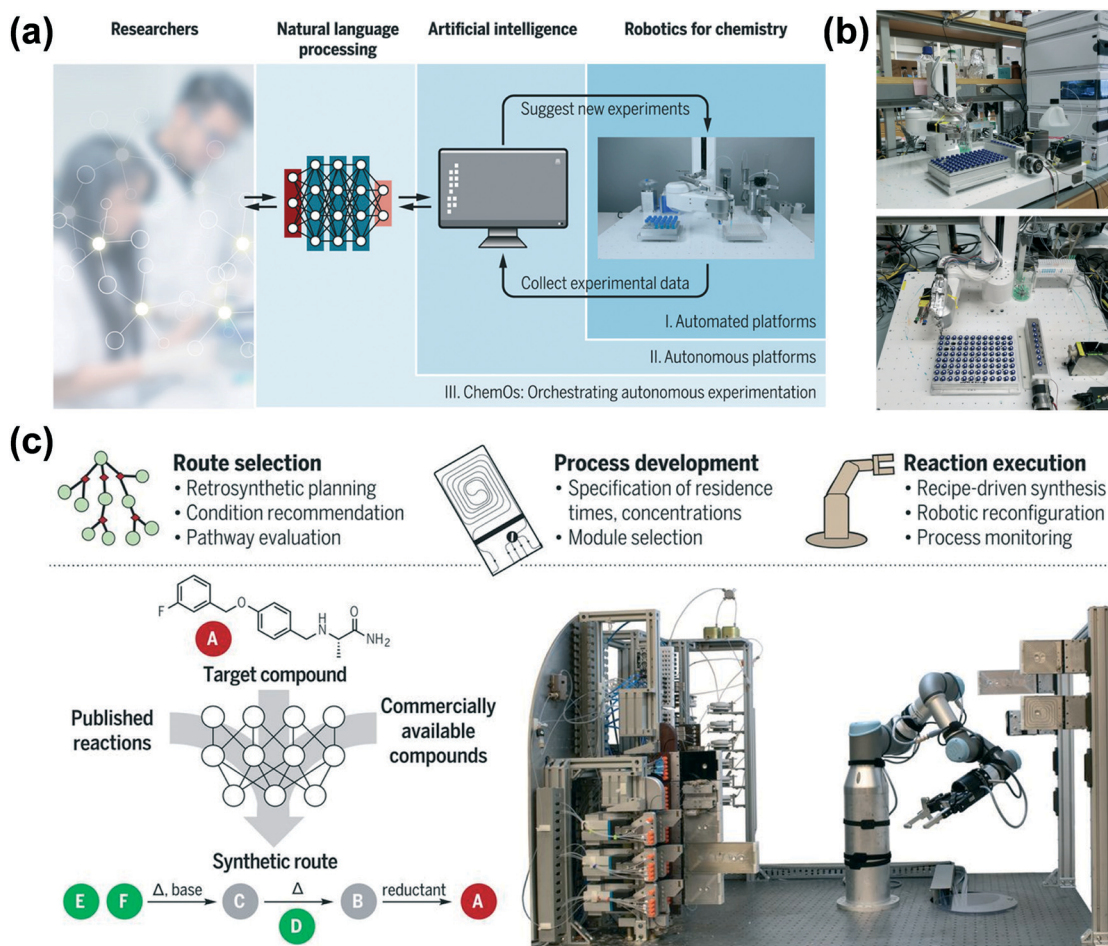 (a)
Researchers
Natural language
processing
Artificial intelligence
Robotics for chemistry
Suggest new experiments
Collect experimental data
I. Automated platforms
II. Autonomous platforms
III. ChemOs: Orchestrating autonomous experimentation
(b)
(c)
Route selection
• Retrosynthetic planning
• Condition recommendation
• Pathway evaluation
Process development
• Specification of residence
times, concentrations
• Module selection
Reaction execution
• Recipe-driven synthesis
• Robotic reconfiguration
• Process monitoring
F
O
H
N
O
NH2
A
Target compound
Published
reactions
Commercially
available
compounds
Synthetic route
E F Δ, base C Δ D B reductant A